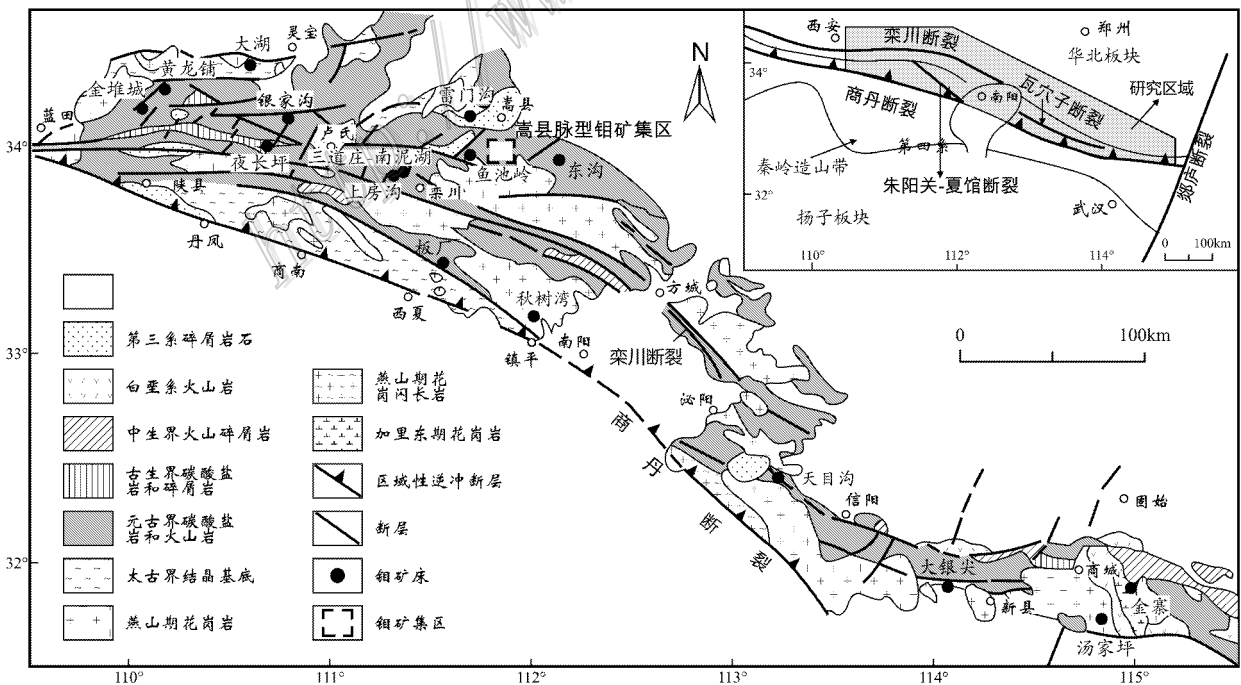 大湖
灵宝
黄龙铺
金堆城
蓝田
银家沟
雷门沟
嵩县
嵩县脉型钼矿集区
卢氏
夜长坪
三道庄-南泥湖
鱼池岭
东沟
上房沟
栾川
陕县
丹凤
商南
板
西夏
秋树湾
镇平
南阳
方城
栾川断裂
泌阳
商丹断裂
天目沟
信阳
固始
大银尖
新县
商城
金寨
汤家坪
N
0 100km
西安
郑州
栾川断裂
华北板块
瓦穴子断裂
研究区域
商丹断裂
南阳
第四系
秦岭造山带
朱阳关-夏馆断裂
扬子板块
武汉
郯庐断裂
34°
32°
110°
112°
114°
0 100km
第三系碎屑岩石
白垩系火山岩
中生界火山碎屑岩
古生界碳酸盐
岩和碎屑岩
元古界碳酸盐
岩和火山岩
太古界结晶基底
燕山期花岗岩
燕山期花
岗闪长岩
加里东期花岗岩
区域性逆冲断层
断层
钼矿床
钼矿集区
34°
33°
32°
110°
111°
112°
113°
114°
115°